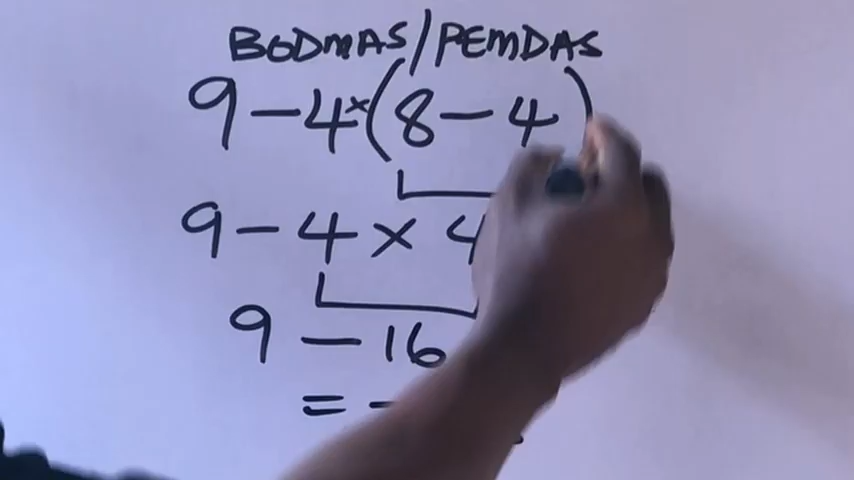 BODMAS/PEMDAS
9 - 4 × (8 - 4)
9 - 4 × 4
9 - 16
= -